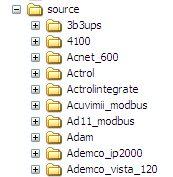 source
3b3ups
4100
Acnet_600
Actrol
Actrolintegrate
Acuvimii_modbus
Ad11_modbus
Adam
Ademco_ip2000
Ademco_vista_120